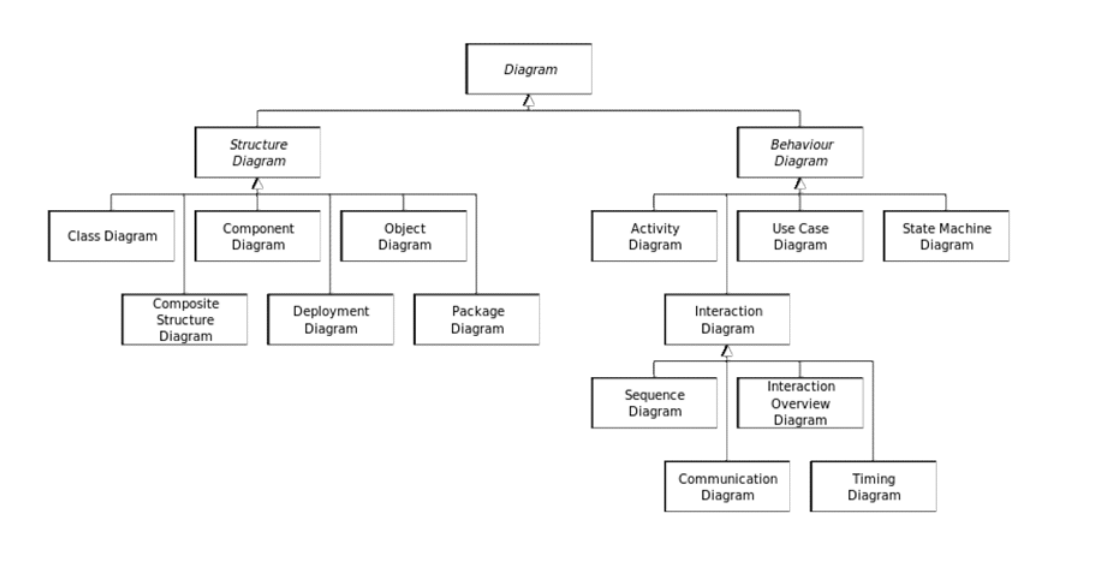 Diagram
Structure
Diagram
Behaviour
Diagram
Class Diagram
Component
Diagram
Object
Diagram
Activity
Diagram
Use Case
Diagram
State Machine
Diagram
Composite
Structure
Diagram
Deployment
Diagram
Package
Diagram
Interaction
Diagram
Sequence
Diagram
Interaction
Overview
Diagram
Communication
Diagram
Timing
Diagram